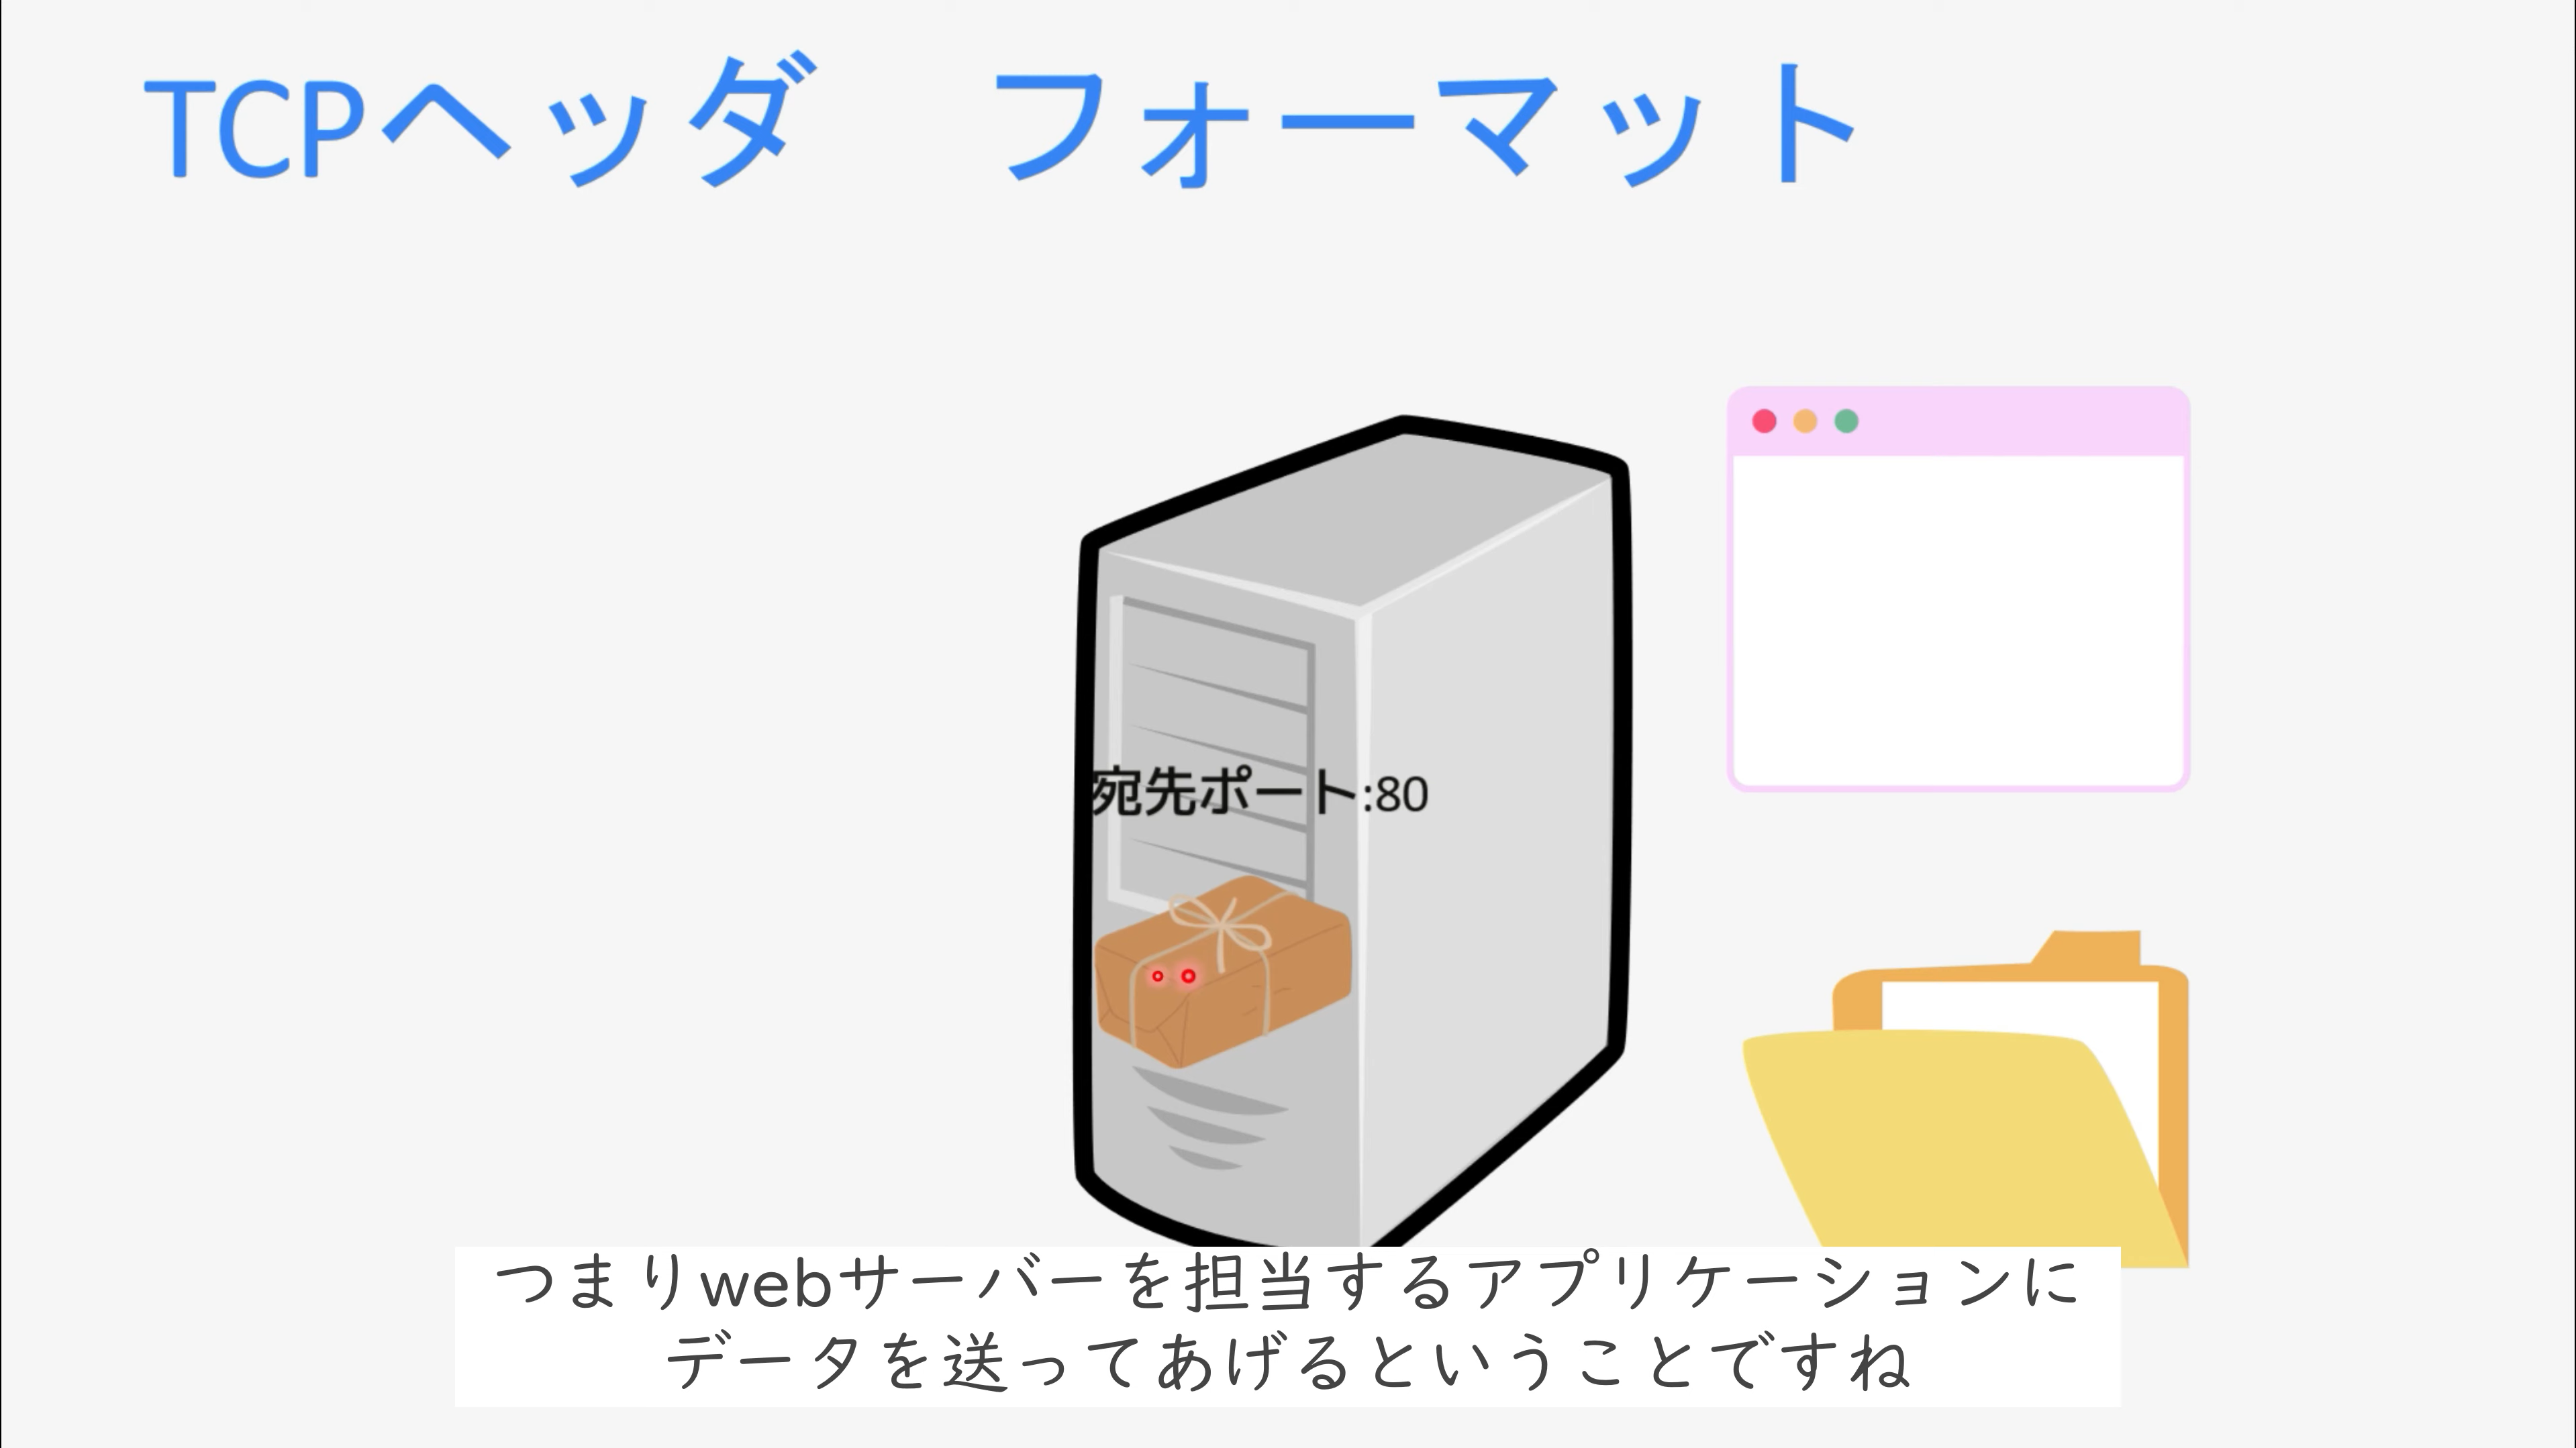 TCPヘッダ　フォーマット
宛先ポート:80
つまりwebサーバーを担当するアプリケーションに
データを送ってあげるということですね